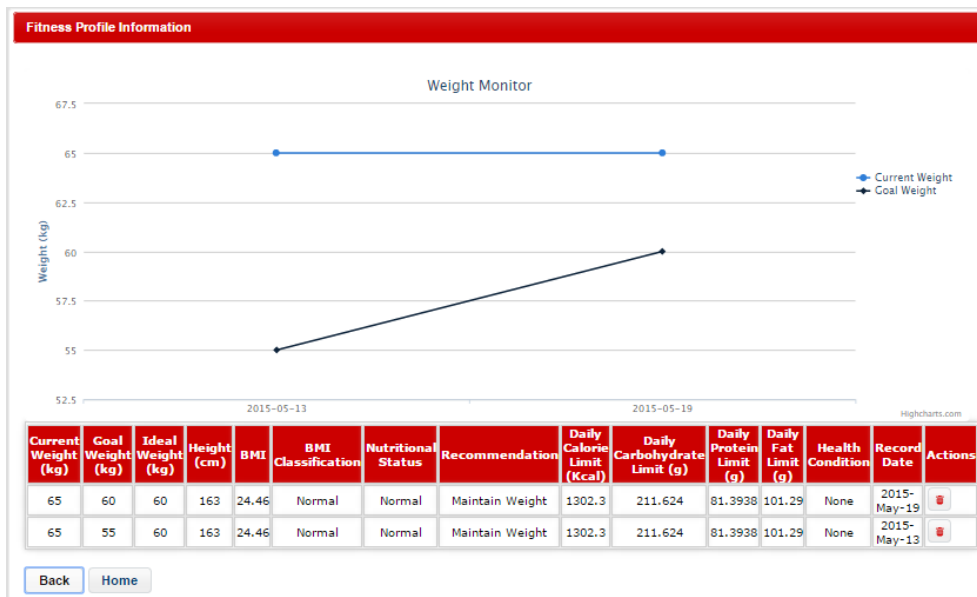 Fitness Profile Information
Weight Monitor
67.5
65
62.5
60
57.5
55
52.5
Weight (kg)
2015-05-13 2015-05-19
Current Weight
Goal Weight
Highcharts.com
Current Weight (kg) Goal Weight (kg) Ideal Weight (kg) Height (cm) BMI BMI Classification Nutritional Status Recommendation Daily Calorie Limit (Kcal) Daily Carbohydrate Limit (g) Daily Protein Limit (g) Daily Fat Limit (g) Health Condition Record Date Actions
65 60 60 163 24.46 Normal Normal Maintain Weight 1302.3 211.624 81.3938 101.29 None 2015-May-19
65 55 60 163 24.46 Normal Normal Maintain Weight 1302.3 211.624 81.3938 101.29 None 2015-May-13
Back Home